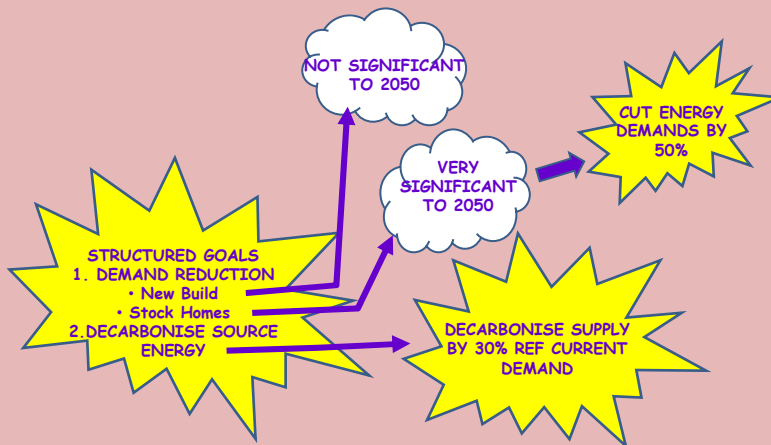 NOT SIGNIFICANT
TO 2050
CUT ENERGY
DEMANDS BY
50%
VERY
SIGNIFICANT
TO 2050
STRUCTURED GOALS
1. DEMAND REDUCTION
• New Build
• Stock Homes
2.DECARBONISE SOURCE
ENERGY
DECARBONISE SUPPLY
BY 30% REF CURRENT
DEMAND